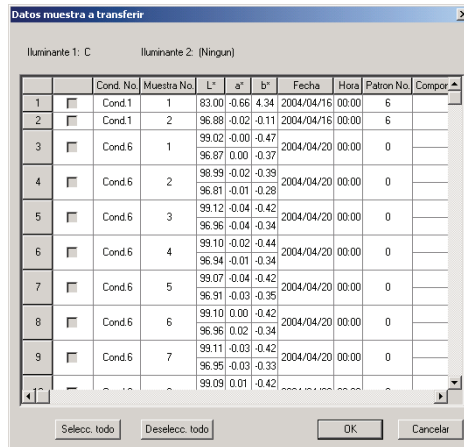 Datos muestra a transferir
Iluminante 1: C Iluminante 2: (Ningun)
Cond. No. Muestra No. L* a* b* Fecha Hora Patron No. Compor
1 Cond.1 1 83.00 -0.66 4.34 2004/04/16 00:00 6
2 Cond.1 2 96.88 -0.02 -0.11 2004/04/16 00:00 6
3 Cond.6 1 99.02 -0.00 -0.47 2004/04/20 00:00 0
96.87 0.00 -0.37
4 Cond.6 2 98.99 -0.02 -0.39 2004/04/20 00:00 0
96.81 -0.01 -0.28
5 Cond.6 3 99.12 -0.04 -0.42 2004/04/20 00:00 0
96.96 -0.04 -0.34
6 Cond.6 4 99.10 -0.02 -0.44 2004/04/20 00:00 0
96.94 -0.01 -0.34
7 Cond.6 5 99.07 -0.04 -0.42 2004/04/20 00:00 0
96.91 -0.03 -0.35
8 Cond.6 6 99.10 0.00 -0.42 2004/04/20 00:00 0
96.96 0.02 -0.34
9 Cond.6 7 99.11 -0.03 -0.42 2004/04/20 00:00 0
96.95 -0.03 -0.33
99.09 0.01 -0.42
Selecc. todo Deselecc. todo OK Cancelar